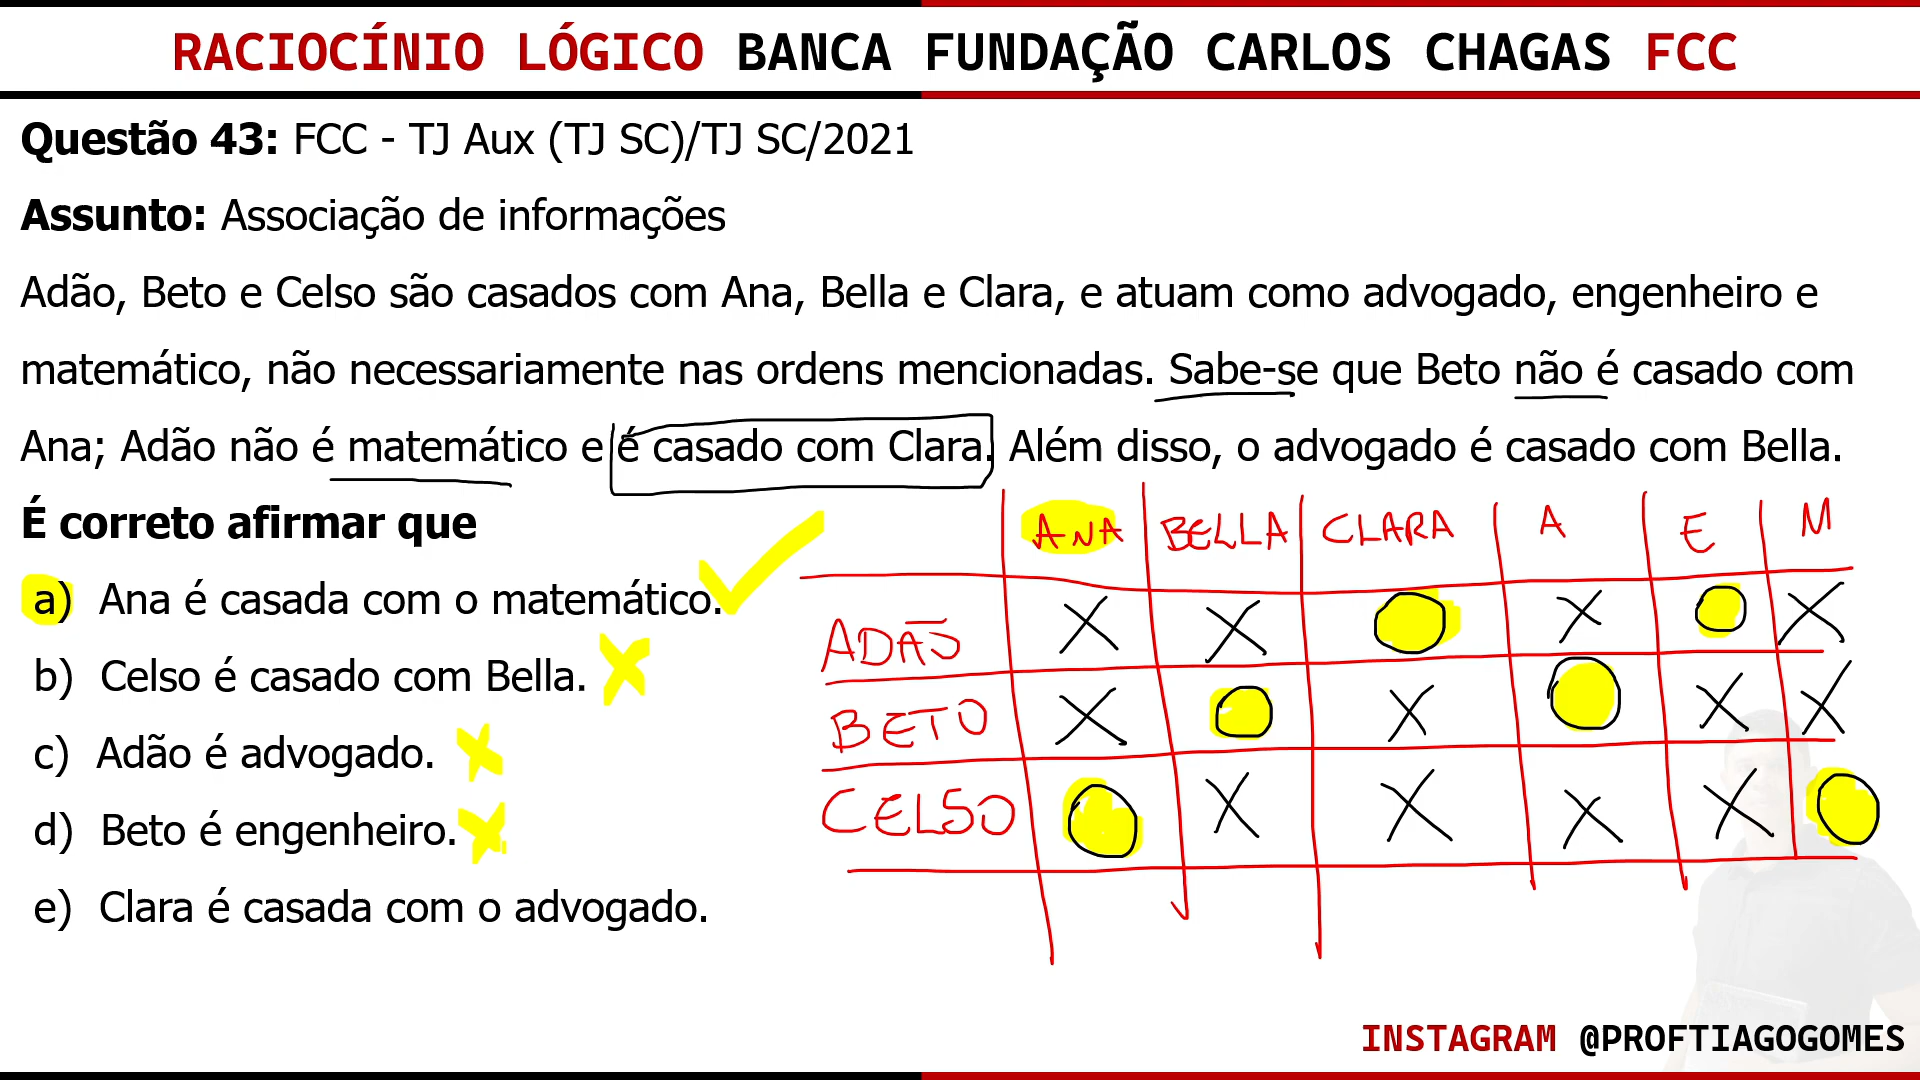 RACIOCÍNIO LÓGICO BANCA FUNDAÇÃO CARLOS CHAGAS FCC
Questão 43: FCC - TJ Aux (TJ SC)/TJ SC/2021
Assunto: Associação de informações
Adão, Beto e Celso são casados com Ana, Bella e Clara, e atuam como advogado, engenheiro e
matemático, não necessariamente nas ordens mencionadas. Sabe-se que Beto não é casado com
Ana; Adão não é matemático e é casado com Clara. Além disso, o advogado é casado com Bella.
É correto afirmar que
a) Ana é casada com o matemático.
b) Celso é casado com Bella.
c) Adão é advogado.
d) Beto é engenheiro.
e) Clara é casada com o advogado.
ANA BELLA CLARA A E M
ADÃO X X X X
BETO X X X X
CELSO X X X X
INSTAGRAM @PROFTIAGOGOMES